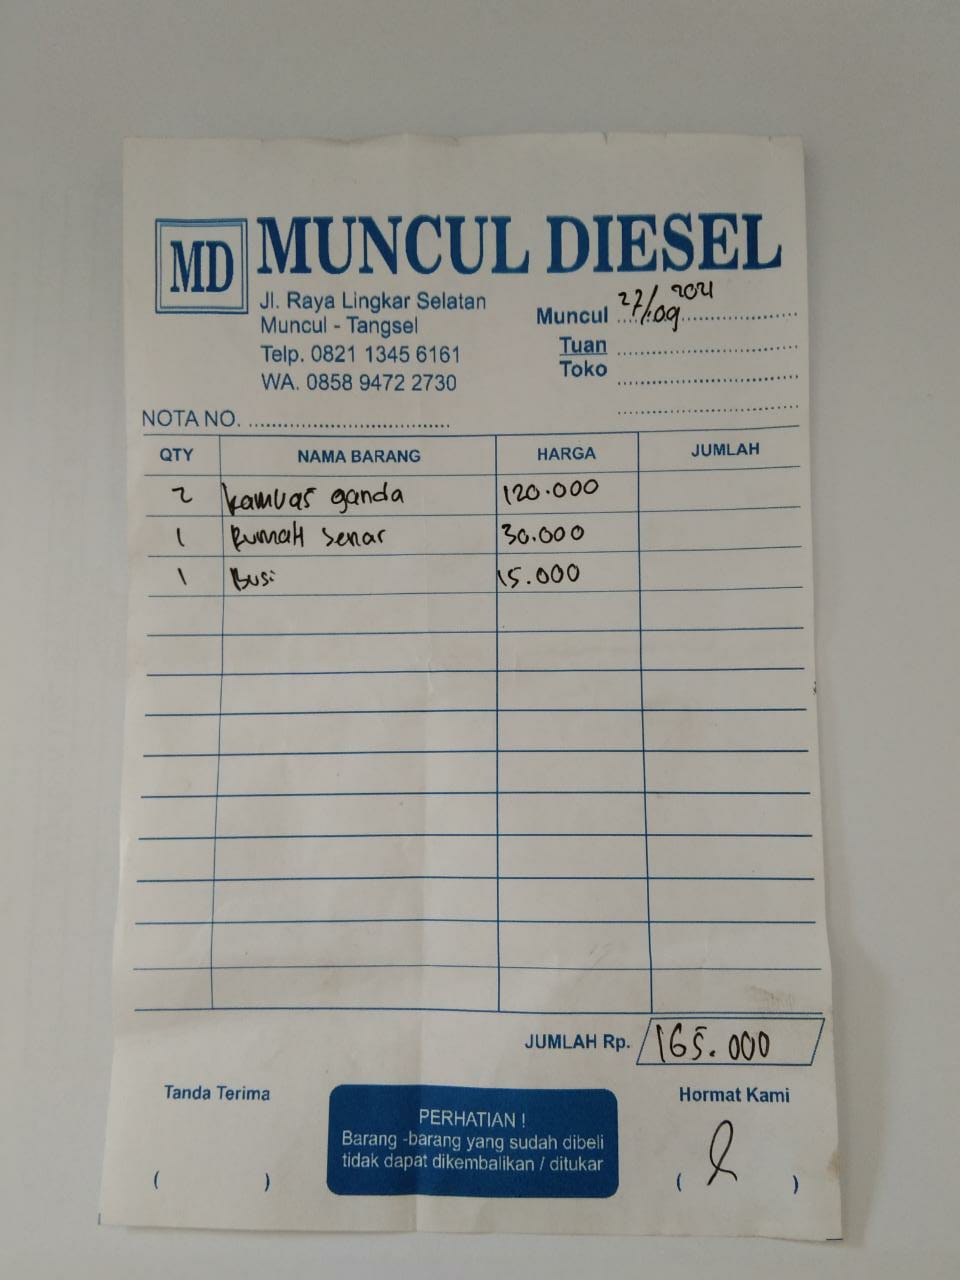 MD MUNCUL DIESEL
Jl. Raya Lingkar Selatan
Muncul - Tangsel
Telp. 0821 1345 6161
WA. 0858 9472 2730
Muncul 27/09 2021
Tuan
Toko
NOTA NO.
QTY NAMA BARANG HARGA JUMLAH
2 kamvas ganda 120.000
1 Rumah senar 30.000
1 Busi 15.000
JUMLAH Rp. 165.000
Tanda Terima
Hormat Kami
PERHATIAN !
Barang -barang yang sudah dibeli
tidak dapat dikembalikan / ditukar
( )
( )